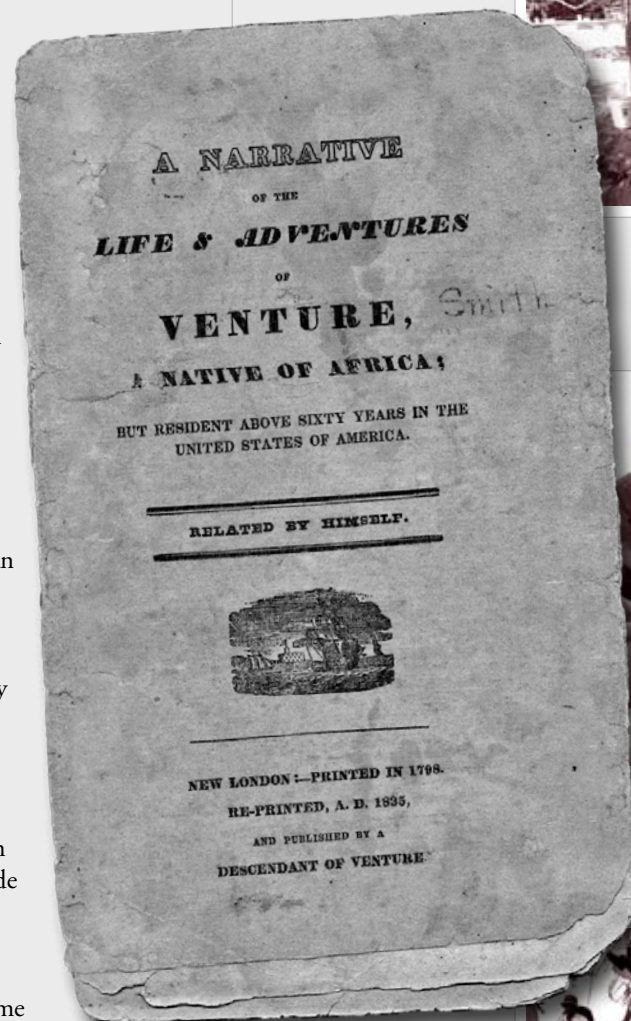 A NARRATIVE
OF THE
LIFE & ADVENTURES
OF
VENTURE, Smith
A NATIVE OF AFRICA;
BUT RESIDENT ABOVE SIXTY YEARS IN THE
UNITED STATES OF AMERICA.
RELATED BY HIMSELF.
NEW LONDON:—PRINTED IN 1798.
RE-PRINTED, A. D. 1835,
AND PUBLISHED BY A
DESCENDANT OF VENTURE